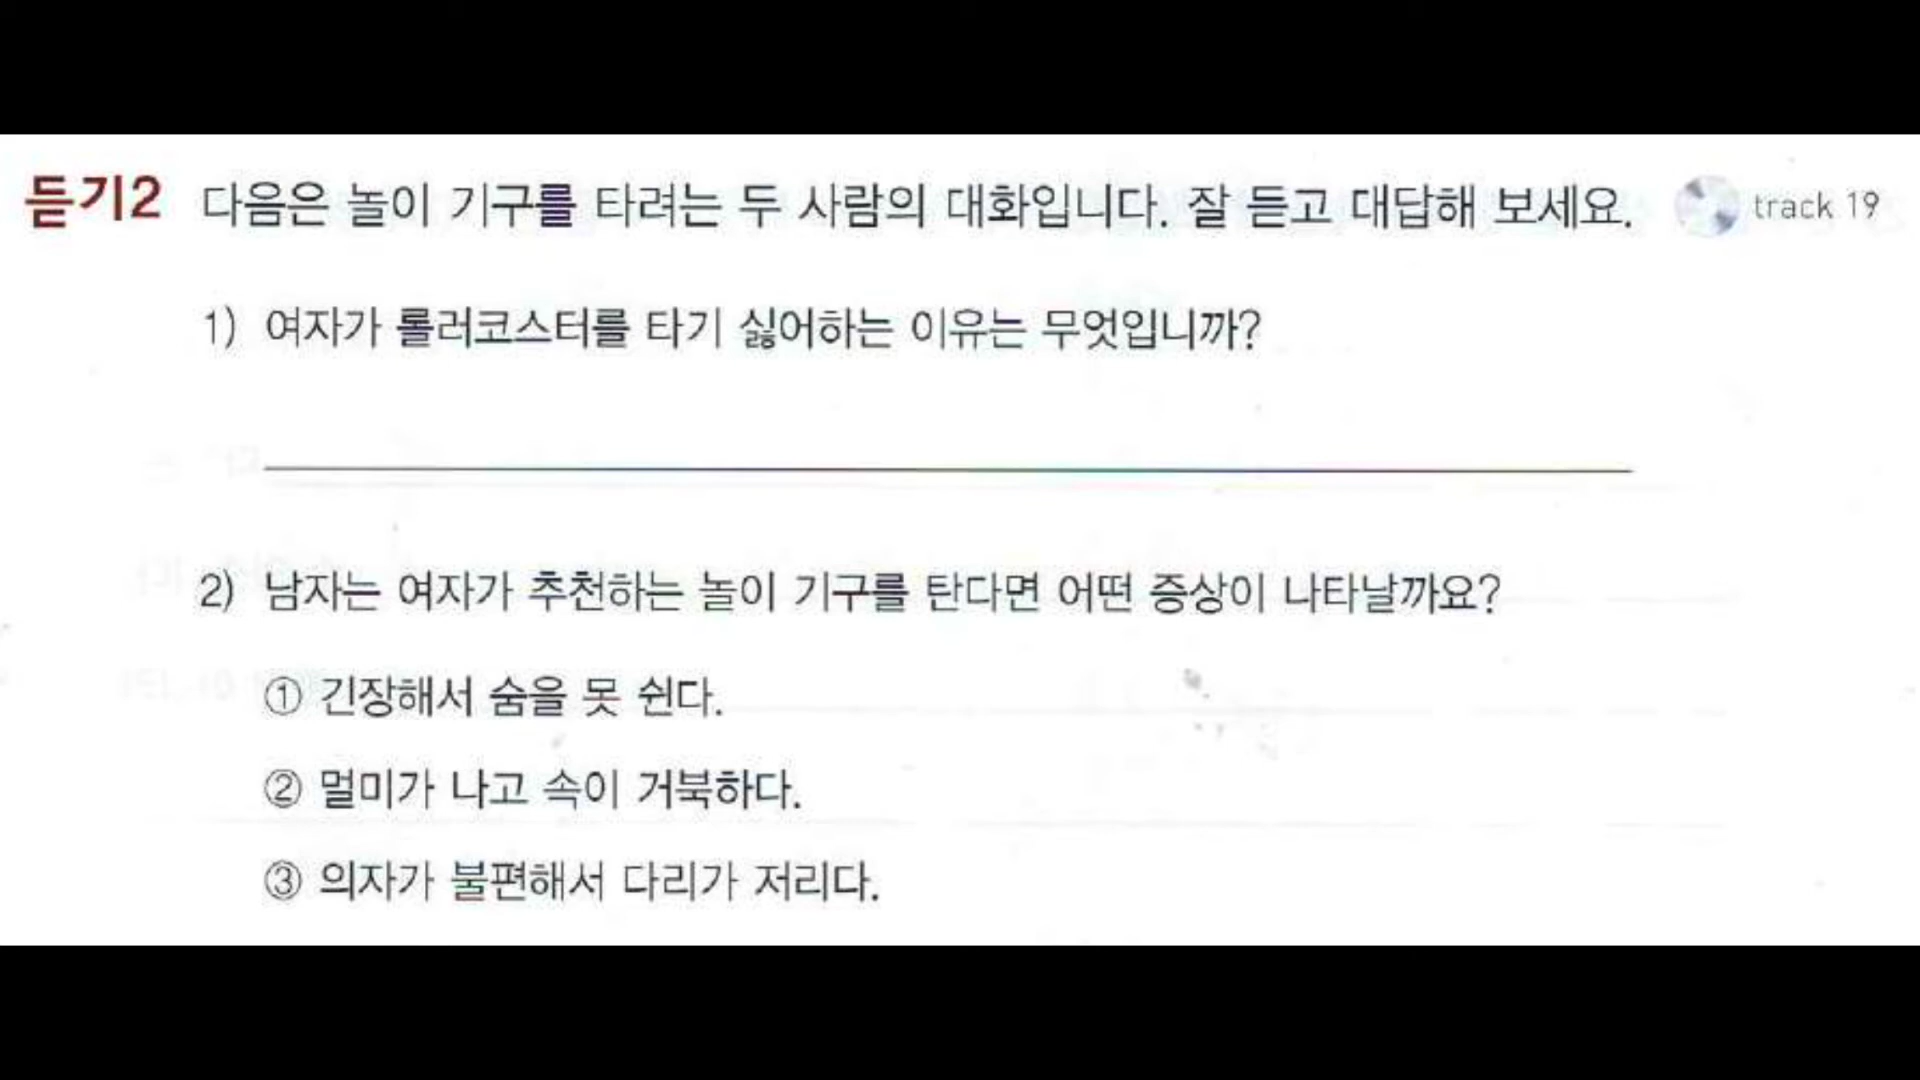 듣기2 다음은 놀이 기구를 타려는 두 사람의 대화입니다. 잘 듣고 대답해 보세요. track 19
1) 여자가 롤러코스터를 타기 싫어하는 이유는 무엇입니까?
2) 남자는 여자가 추천하는 놀이 기구를 탄다면 어떤 증상이 나타날까요?
① 긴장해서 숨을 못 쉰다.
② 멀미가 나고 속이 거북하다.
③ 의자가 불편해서 다리가 저리다.